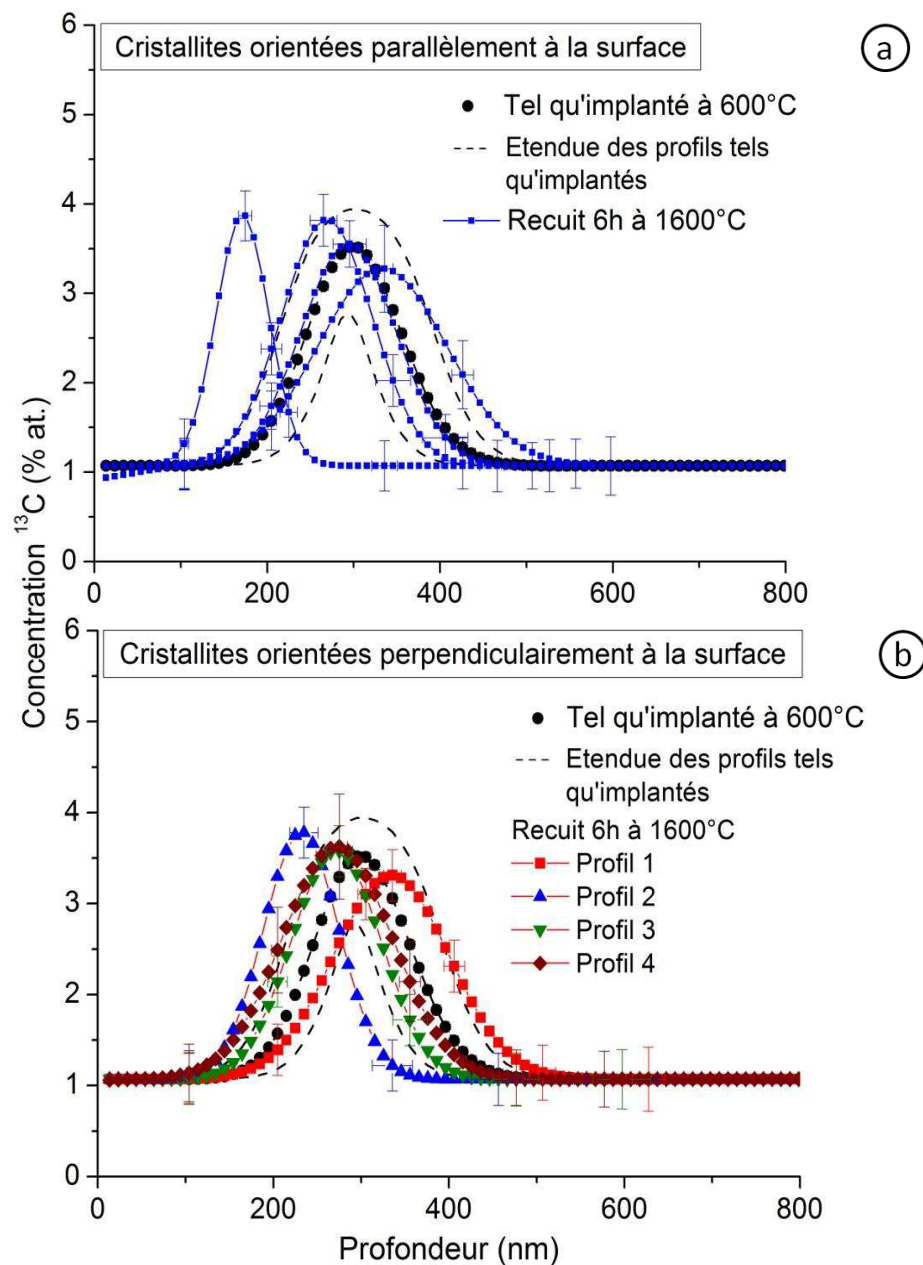 Concentration ¹³C (% at.)
6
5
4
3
2
1
0
Cristallites orientées parallèlement à la surface
a
Tel qu'implanté à 600°C
Etendue des profils tels
qu'implantés
Recuit 6h à 1600°C
0 200 400 600 800
6
5
4
3
2
1
0
Cristallites orientées perpendiculairement à la surface
b
Tel qu'implanté à 600°C
Etendue des profils tels
qu'implantés
Recuit 6h à 1600°C
Profil 1
Profil 2
Profil 3
Profil 4
0 200 400 600 800
Profondeur (nm)